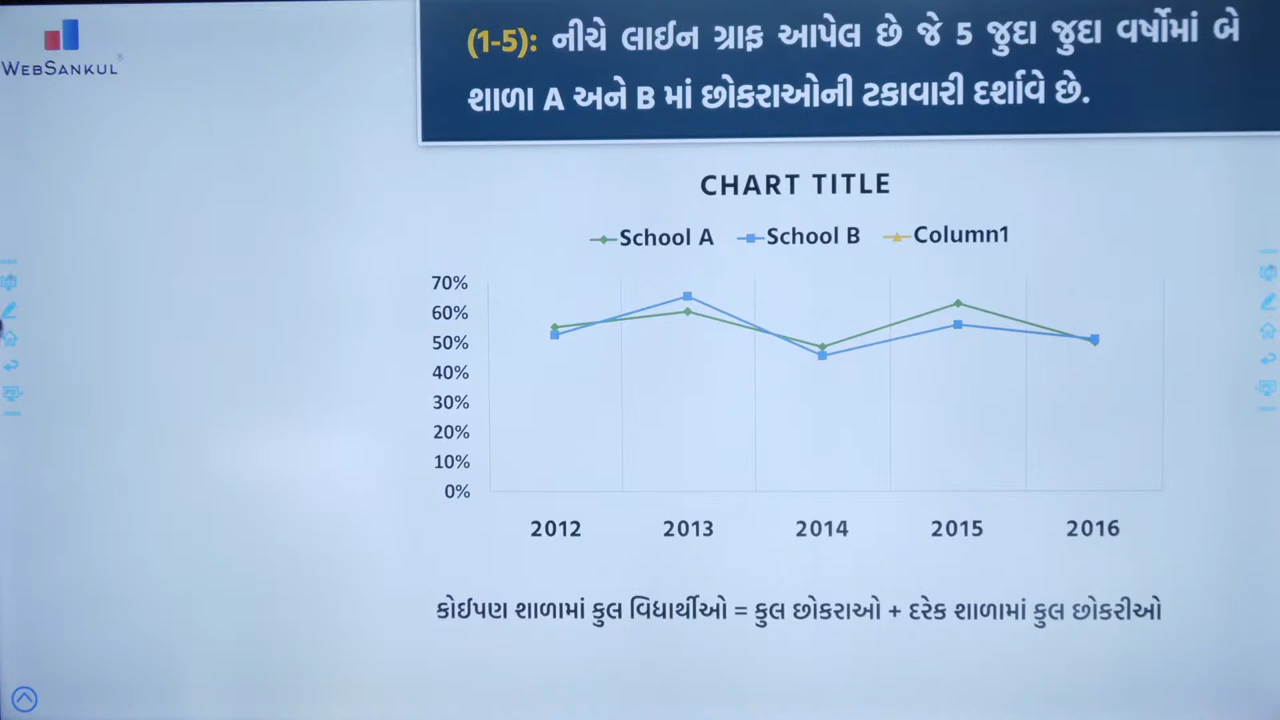 WEBSANKUL
(1-5): નીચે લાઈન ગ્રાફ આપેલ છે જે 5 જુદા જુદા વર્ષોમાં બે
શાળા A અને B માં છોકરાઓની ટકાવારી દર્શાવે છે.
CHART TITLE
School A School B Column1
70%
60%
50%
40%
30%
20%
10%
0%
2012 2013 2014 2015 2016
કોઈપણ શાળામાં કુલ વિદ્યાર્થીઓ = કુલ છોકરાઓ + દરેક શાળામાં કુલ છોકરીઓ